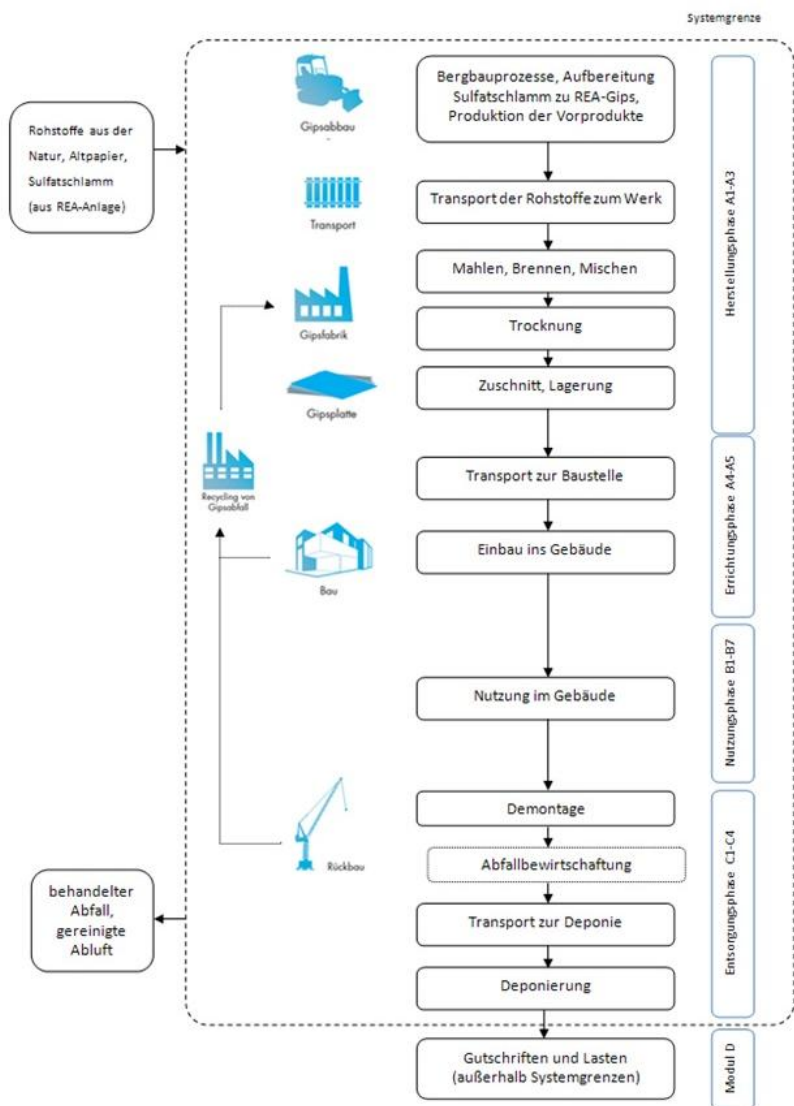 Systemgrenze
Rohstoffe aus der
Natur, Altpapier,
Sulfatschlamm
(aus REA-Anlage)
Gipsabbau
Transport
Gipsfabrik
Gipsplatte
Recycling von
Gipsabfall
Bau
Rückbau
behandelter
Abfall,
gereinigte
Abluft
Bergbauprozesse, Aufbereitung
Sulfatschlamm zu REA-Gips,
Produktion der Vorprodukte
Transport der Rohstoffe zum Werk
Mahlen, Brennen, Mischen
Trocknung
Zuschnitt, Lagerung
Transport zur Baustelle
Einbau ins Gebäude
Nutzung im Gebäude
Demontage
Abfallbewirtschaftung
Transport zur Deponie
Deponierung
Gutschriften und Lasten
(außerhalb Systemgrenzen)
Herstellungsphase A1-A3
Errichtungsphase A4-A5
Nutzungsphase B1-B7
Entsorgungsphase C1-C4
Modul D